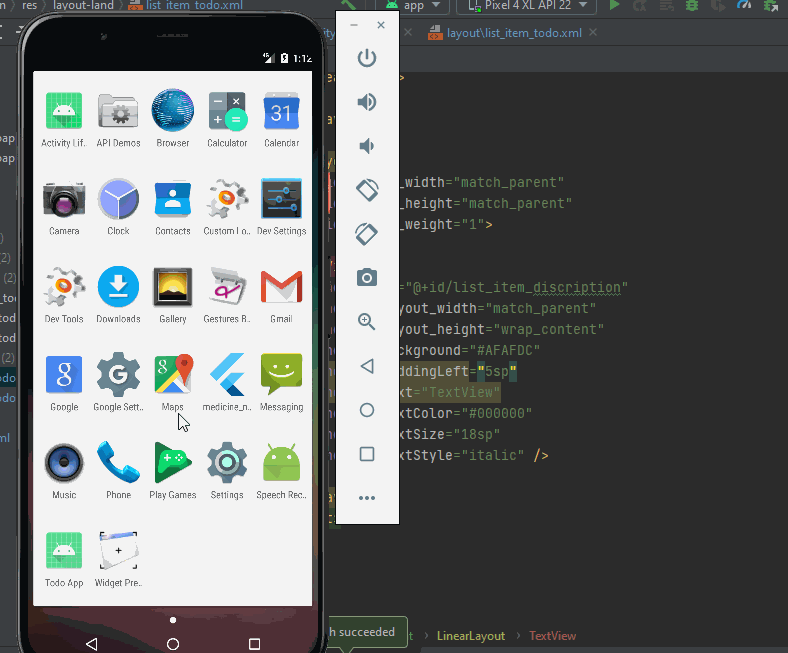 res
layout-land
list_item_todo.xml
app
Pixel 4 XL API 22
layout\list_item_todo.xml
1:12
Activity Lif..
API Demos
Browser
Calculator
31
Calendar
Camera
Clock
Contacts
Custom Lo..
Dev Settings
Dev Tools
Downloads
Gallery
Gestures B..
Gmail
Google
Google Sett..
Maps
medicine_n..
Messaging
Music
Phone
Play Games
Settings
Speech Rec..
Todo App
Widget Pre..
_width="match_parent"
_height="match_parent"
_weight="1">
="@+id/list_item_discription"
yout_width="match_parent"
yout_height="wrap_content"
ckground="#AFAFDC"
ddingLeft="5sp"
xt="TextView"
xtColor="#000000"
xtSize="18sp"
xtStyle="italic" />
h succeeded
LinearLayout
TextView